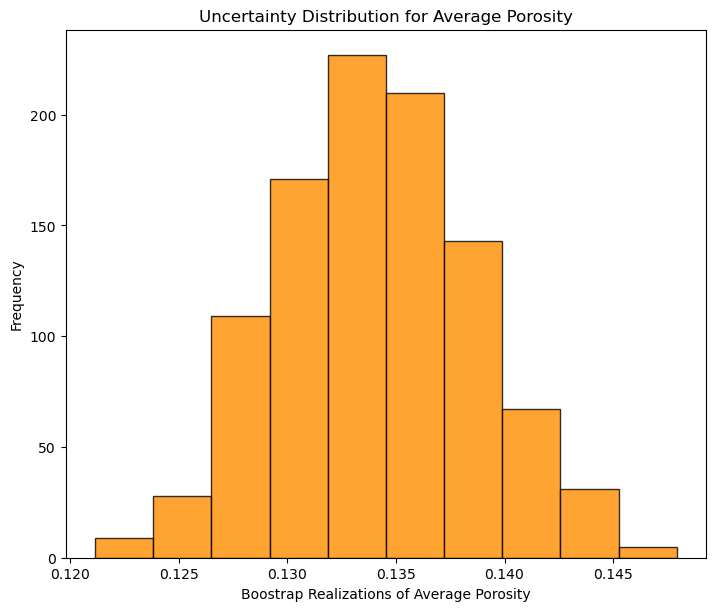 Uncertainty Distribution for Average Porosity
Frequency
200
150
100
50
0
0.120 0.125 0.130 0.135 0.140 0.145
Boostrap Realizations of Average Porosity